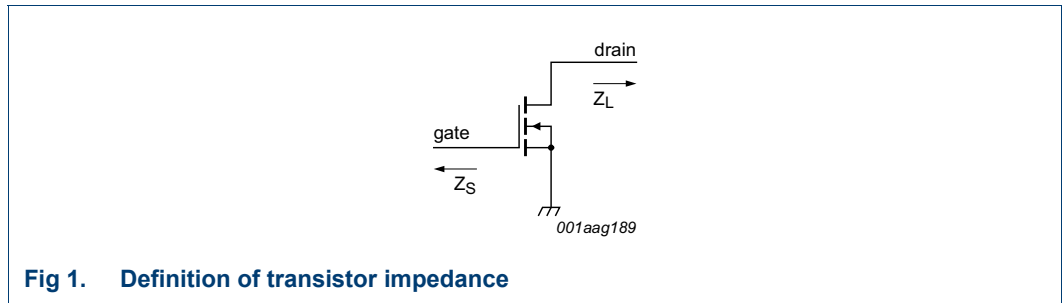 drain
Z_L
gate
Z_S
001aag189
Fig 1. Definition of transistor impedance